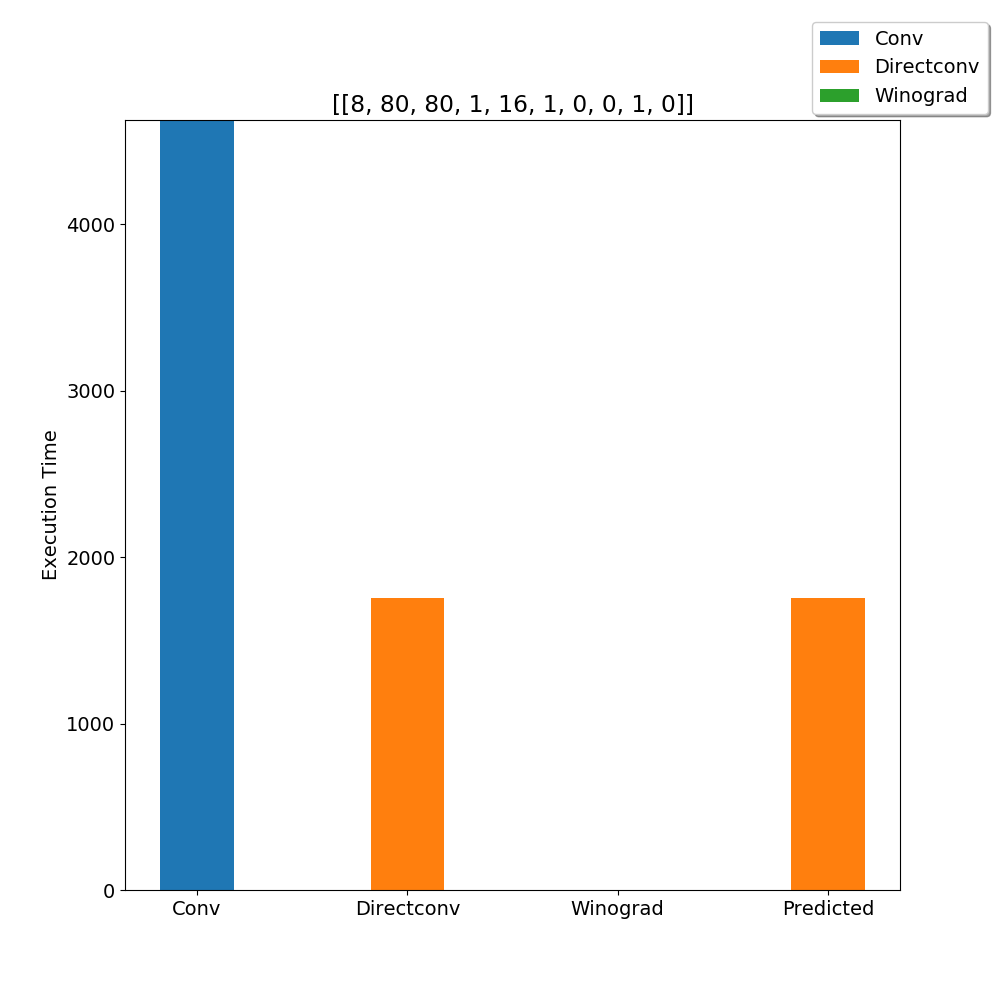 Conv
Directconv
Winograd
[[8, 80, 80, 1, 16, 1, 0, 0, 1, 0]]
4000
3000
2000
1000
0
Execution Time
Conv
Directconv
Winograd
Predicted